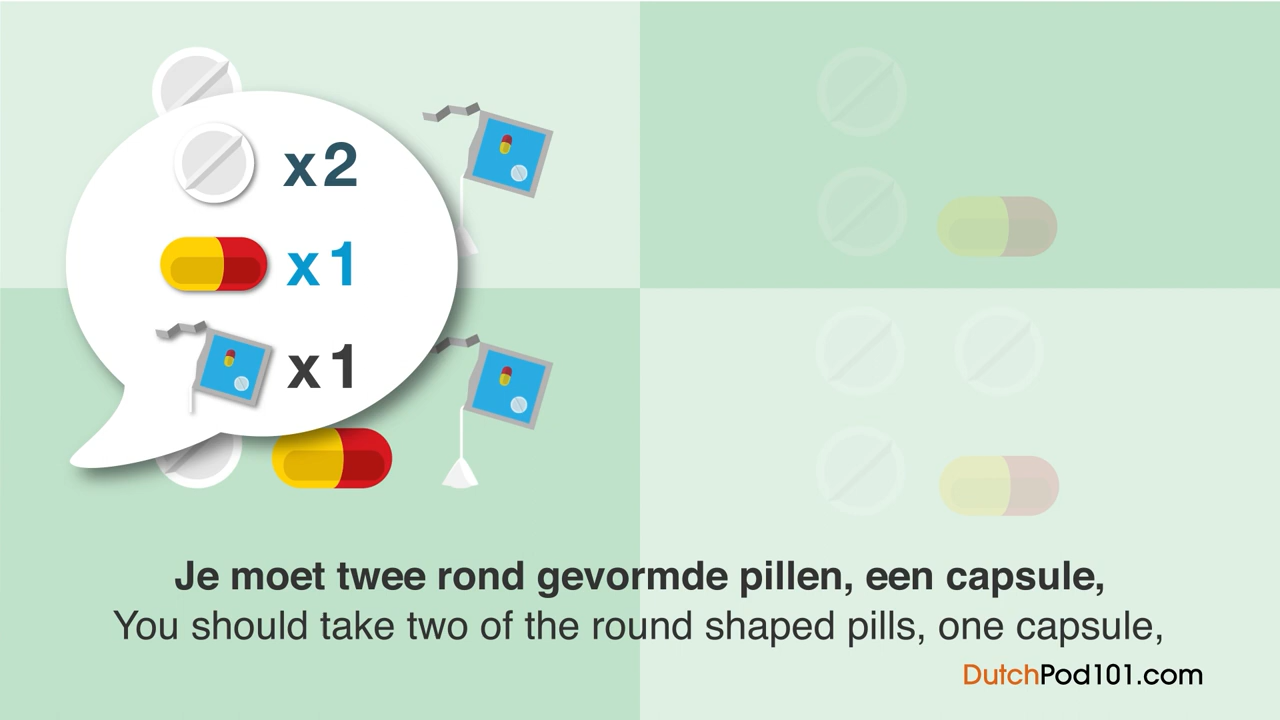 x2
x1
x1
Je moet twee rond gevormde pillen, een capsule,
You should take two of the round shaped pills, one capsule,
DutchPod101.com